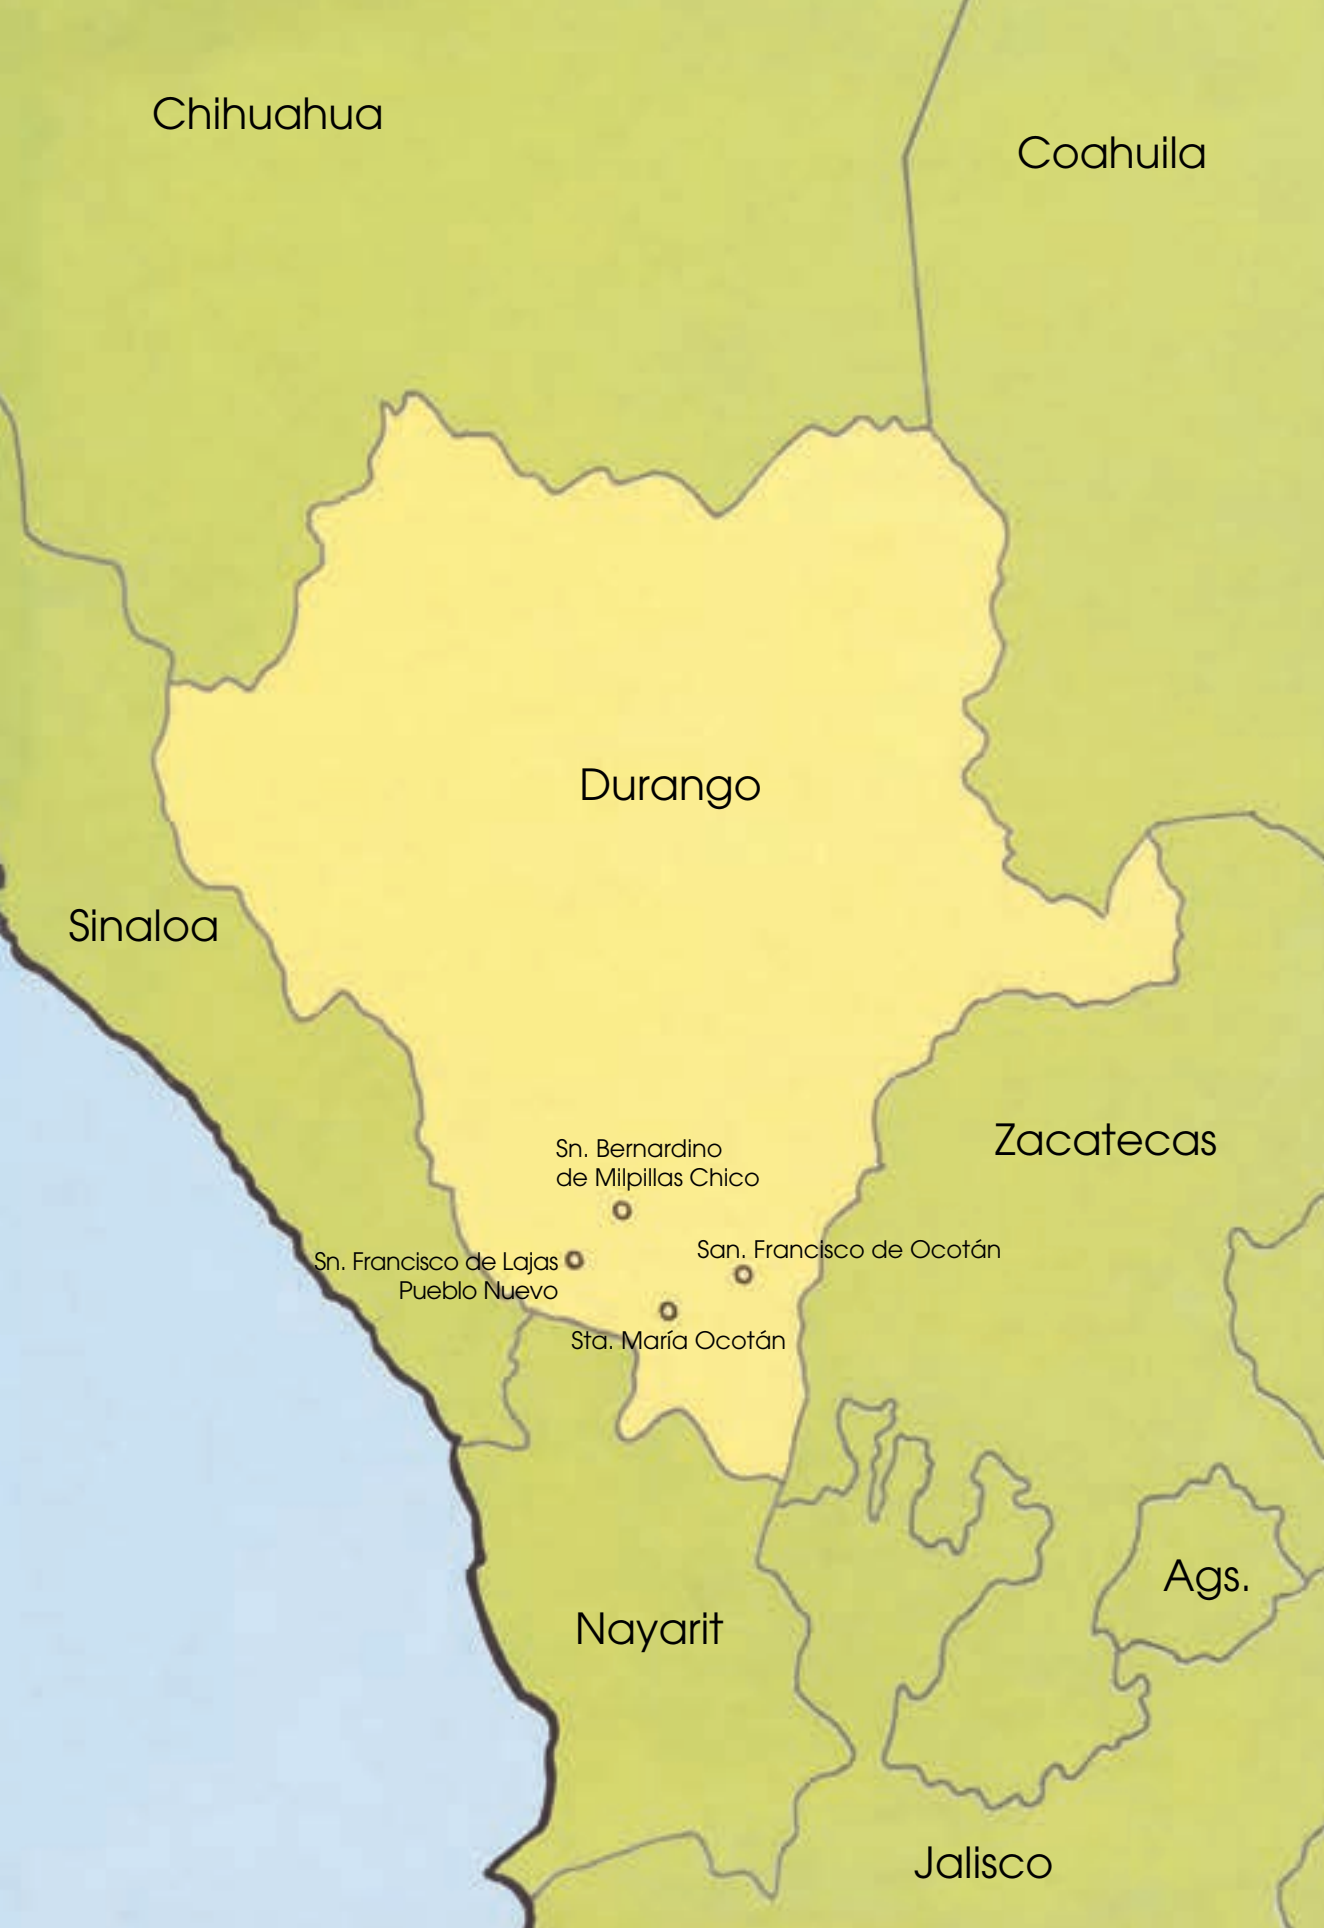 Chihuahua
Coahuila
Durango
Sinaloa
Zacatecas
Sn. Bernardino
de Milpillas Chico
San. Francisco de Ocotán
Sn. Francisco de Lajas
Pueblo Nuevo
Sta. María Ocotán
Ags.
Nayarit
Jalisco